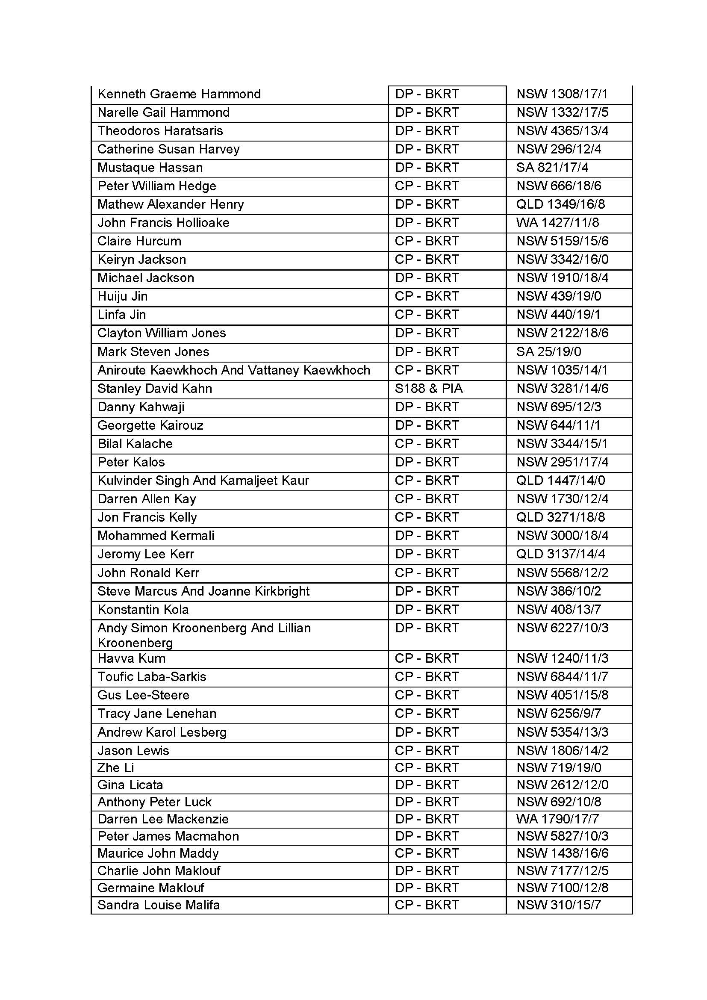 Kenneth Graeme Hammond DP - BKRT NSW 1308/17/1
Narelle Gail Hammond DP - BKRT NSW 1332/17/5
Theodoros Haratsaris DP - BKRT NSW 4365/13/4
Catherine Susan Harvey DP - BKRT NSW 296/12/4
Mustaque Hassan DP - BKRT SA 821/17/4
Peter William Hedge CP - BKRT NSW 666/18/6
Mathew Alexander Henry DP - BKRT QLD 1349/16/8
John Francis Hollioake DP - BKRT WA 1427/11/8
Claire Hurcum CP - BKRT NSW 5159/15/6
Keiryn Jackson CP - BKRT NSW 3342/16/0
Michael Jackson DP - BKRT NSW 1910/18/4
Huiju Jin CP - BKRT NSW 439/19/0
Linfa Jin CP - BKRT NSW 440/19/1
Clayton William Jones DP - BKRT NSW 2122/18/6
Mark Steven Jones DP - BKRT SA 25/19/0
Aniroute Kaewkhoch And Vattaney Kaewkhoch CP - BKRT NSW 1035/14/1
Stanley David Kahn S188 & PIA NSW 3281/14/6
Danny Kahwaji DP - BKRT NSW 695/12/3
Georgette Kairouz DP - BKRT NSW 644/11/1
Bilal Kalache CP - BKRT NSW 3344/15/1
Peter Kalos DP - BKRT NSW 2951/17/4
Kulvinder Singh And Kamaljeet Kaur CP - BKRT QLD 1447/14/0
Darren Allen Kay CP - BKRT NSW 1730/12/4
Jon Francis Kelly CP - BKRT QLD 3271/18/8
Mohammed Kermali DP - BKRT NSW 3000/18/4
Jeromy Lee Kerr DP - BKRT QLD 3137/14/4
John Ronald Kerr CP - BKRT NSW 5568/12/2
Steve Marcus And Joanne Kirkbright DP - BKRT NSW 386/10/2
Konstantin Kola DP - BKRT NSW 408/13/7
Andy Simon Kroonenberg And Lillian DP - BKRT NSW 6227/10/3
Kroonenberg
Havva Kum CP - BKRT NSW 1240/11/3
Toufic Laba-Sarkis CP - BKRT NSW 6844/11/7
Gus Lee-Steere CP - BKRT NSW 4051/15/8
Tracy Jane Lenehan CP - BKRT NSW 6256/9/7
Andrew Karol Lesberg DP - BKRT NSW 5354/13/3
Jason Lewis CP - BKRT NSW 1806/14/2
Zhe Li CP - BKRT NSW 719/19/0
Gina Licata DP - BKRT NSW 2612/12/0
Anthony Peter Luck DP - BKRT NSW 692/10/8
Darren Lee Mackenzie DP - BKRT WA 1790/17/7
Peter James Macmahon DP - BKRT NSW 5827/10/3
Maurice John Maddy CP - BKRT NSW 1438/16/6
Charlie John Maklouf DP - BKRT NSW 7177/12/5
Germaine Maklouf DP - BKRT NSW 7100/12/8
Sandra Louise Malifa CP - BKRT NSW 310/15/7